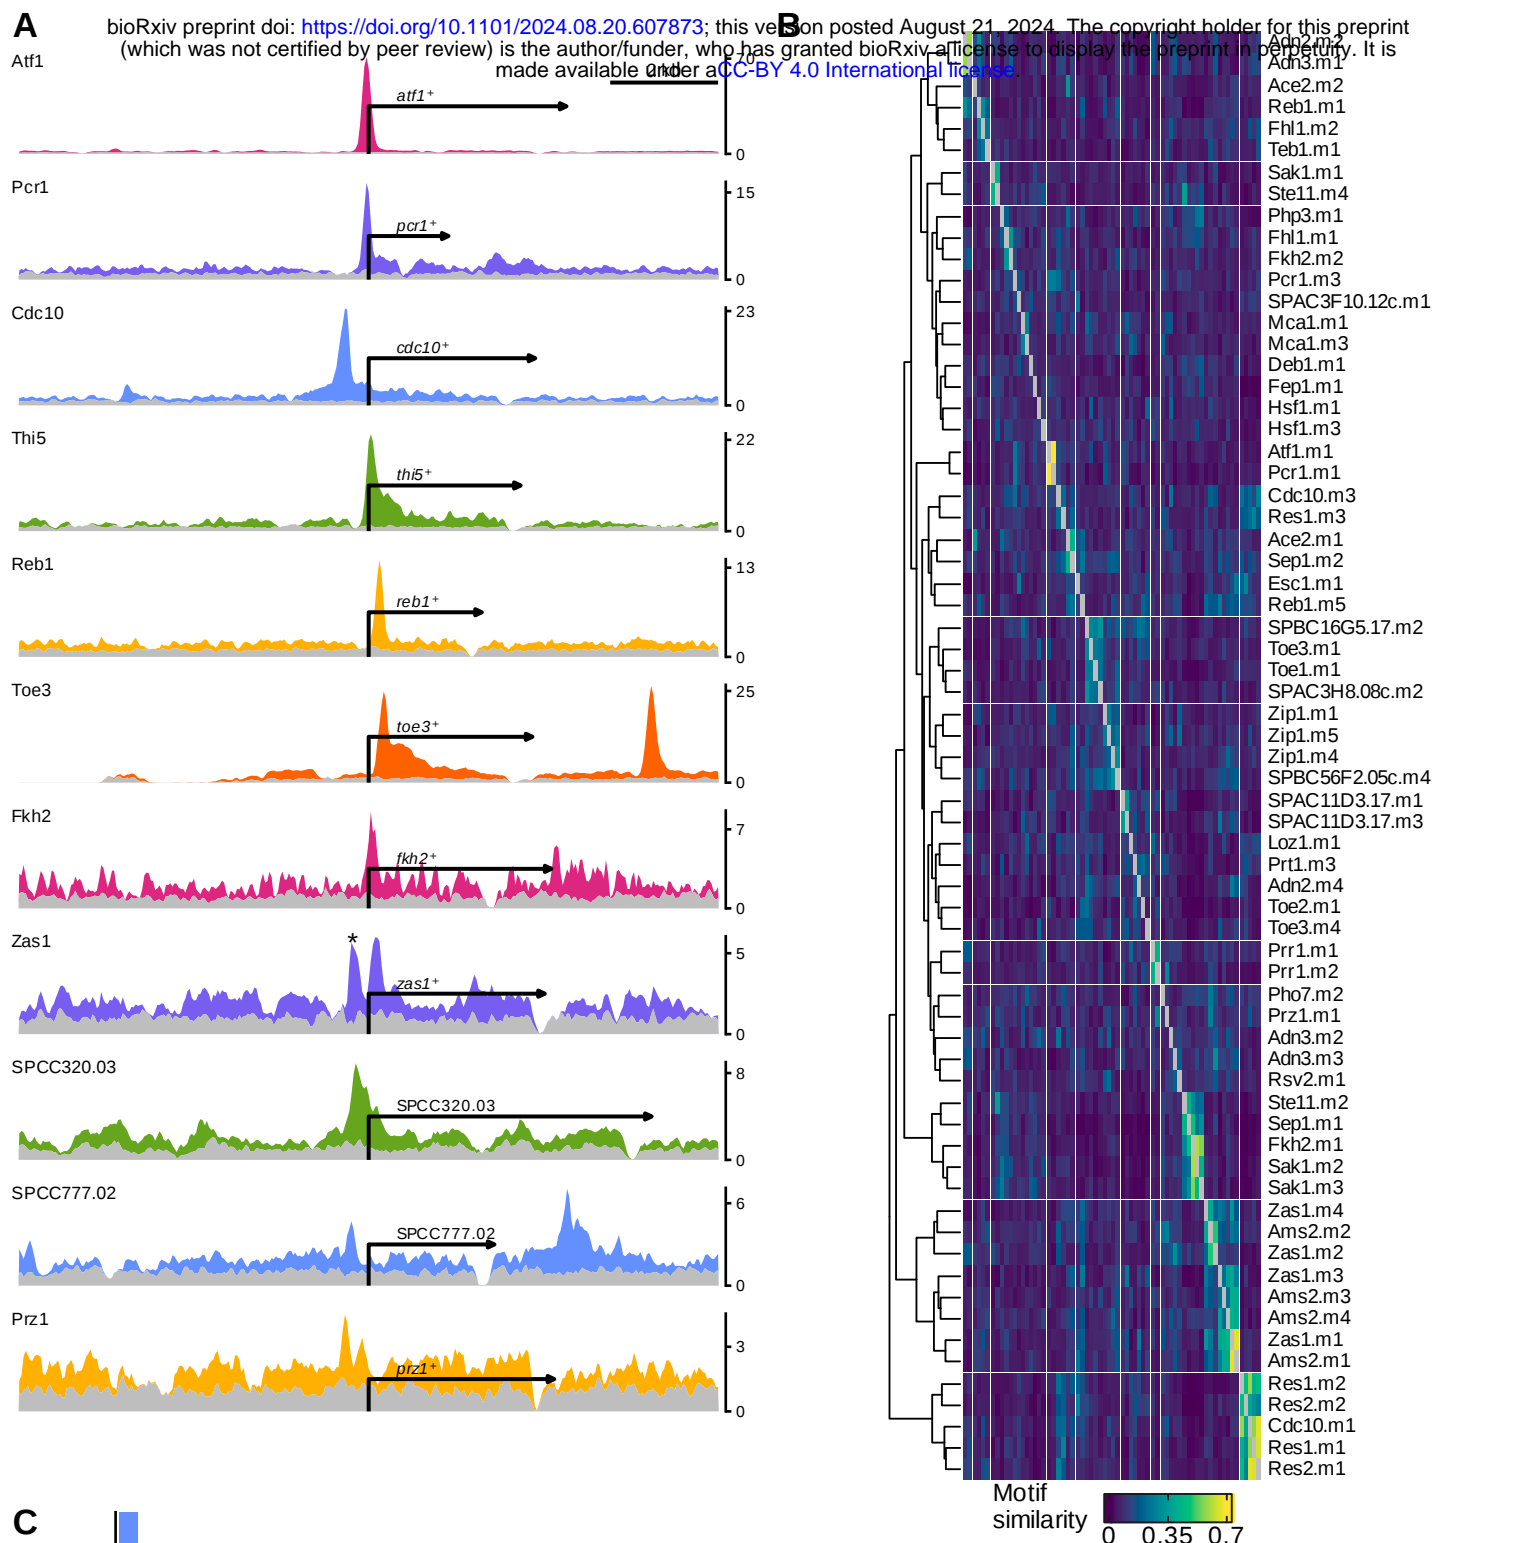 A
bioRxiv preprint doi: https://doi.org/10.1101/2024.08.20.607873; this version posted August 21, 2024. The copyright holder for this preprint
(which was not certified by peer review) is the author/funder, who has granted bioRxiv a license to display the preprint in perpetuity. It is
made available under aCC-BY 4.0 International license.
Atf1
2 kb
70
atf1+
0
Pcr1
15
pcr1+
0
Cdc10
23
cdc10+
0
Thi5
22
thi5+
0
Reb1
13
reb1+
0
Toe3
25
toe3+
0
Fkh2
7
fkh2+
0
Zas1
*
5
zas1+
0
SPCC320.03
8
SPCC320.03
0
SPCC777.02
6
SPCC777.02
0
Prz1
3
prz1+
0
B
Adn2.m2
Adn3.m1
Ace2.m2
Reb1.m1
Fhl1.m2
Teb1.m1
Sak1.m1
Ste11.m4
Php3.m1
Fhl1.m1
Fkh2.m2
Pcr1.m3
SPAC3F10.12c.m1
Mca1.m1
Mca1.m3
Deb1.m1
Fep1.m1
Hsf1.m1
Hsf1.m3
Atf1.m1
Pcr1.m1
Cdc10.m3
Res1.m3
Ace2.m1
Sep1.m2
Esc1.m1
Reb1.m5
SPBC16G5.17.m2
Toe3.m1
Toe1.m1
SPAC3H8.08c.m2
Zip1.m1
Zip1.m5
Zip1.m4
SPBC56F2.05c.m4
SPAC11D3.17.m1
SPAC11D3.17.m3
Loz1.m1
Prt1.m3
Adn2.m4
Toe2.m1
Toe3.m4
Prr1.m1
Prr1.m2
Pho7.m2
Prz1.m1
Adn3.m2
Adn3.m3
Rsv2.m1
Ste11.m2
Sep1.m1
Fkh2.m1
Sak1.m2
Sak1.m3
Zas1.m4
Ams2.m2
Zas1.m2
Zas1.m3
Ams2.m3
Ams2.m4
Zas1.m1
Ams2.m1
Res1.m2
Res2.m2
Cdc10.m1
Res1.m1
Res2.m1
Motif
similarity
0 0.35 0.7
C